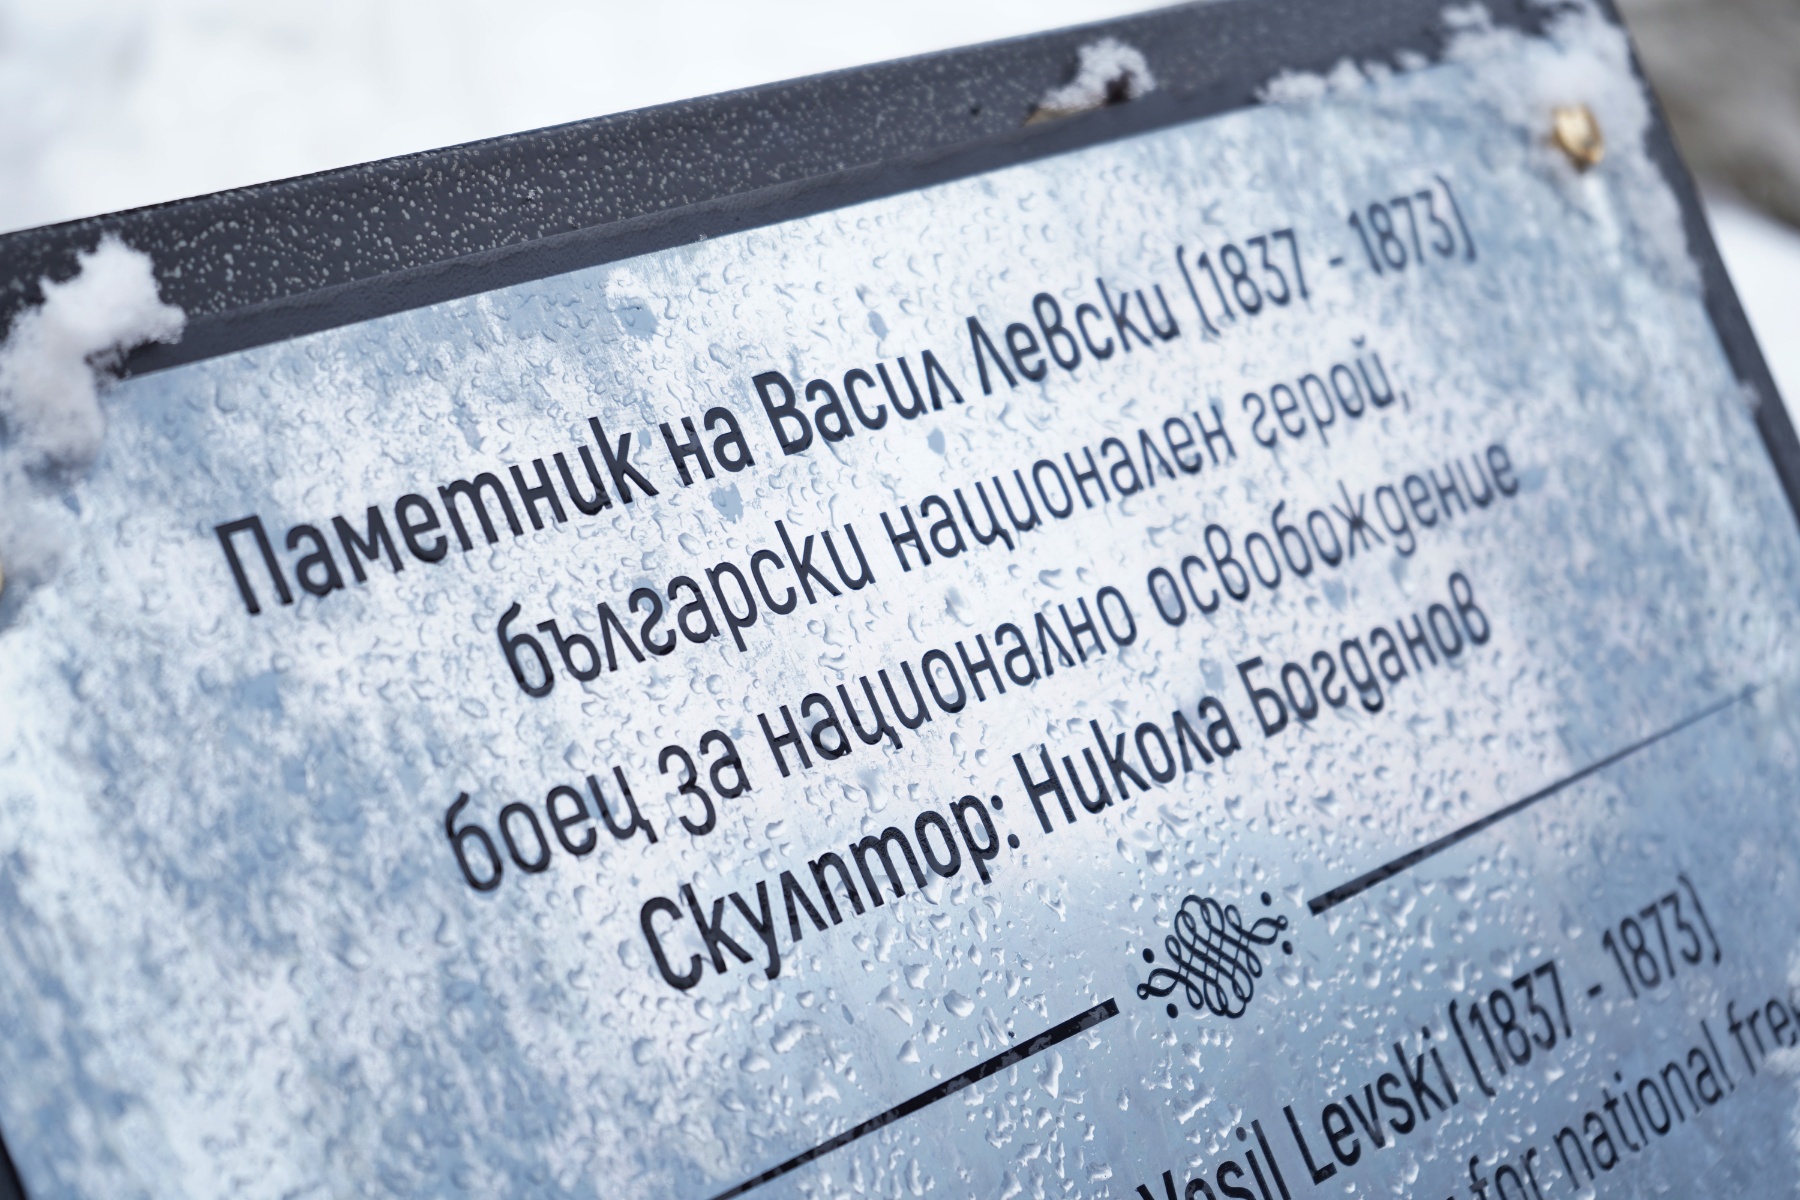 Паметник на Васил Левски (1837 - 1873)
български национален герой,
боец за национално освобождение
Скулптор: Никола Богданов
Vasil Levski (1837 - 1873)
for national